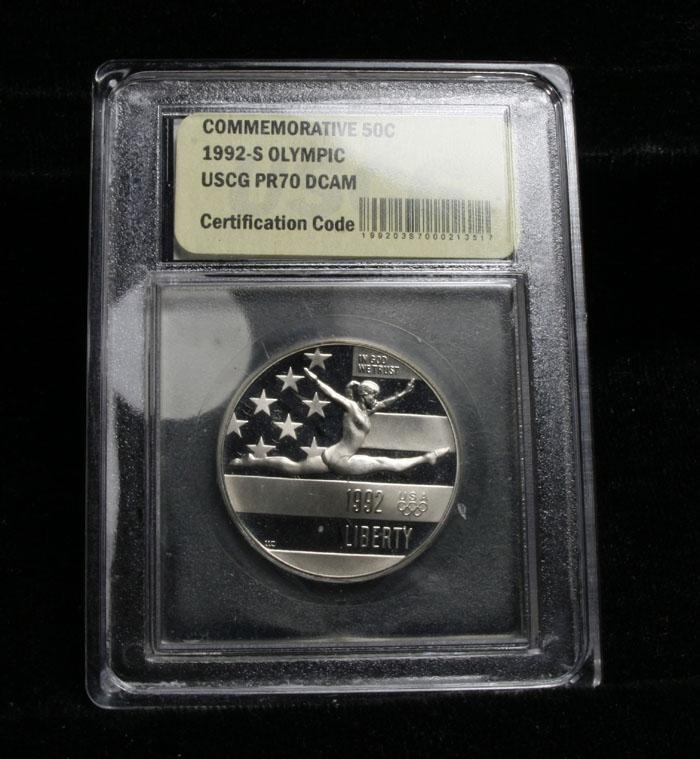 COMMEMORATIVE 50C
1992-S OLYMPIC
USCG PR70 DCAM
Certification Code
199203S7000213517
IN GOD
WE TRUST
1992 USA
LIBERTY